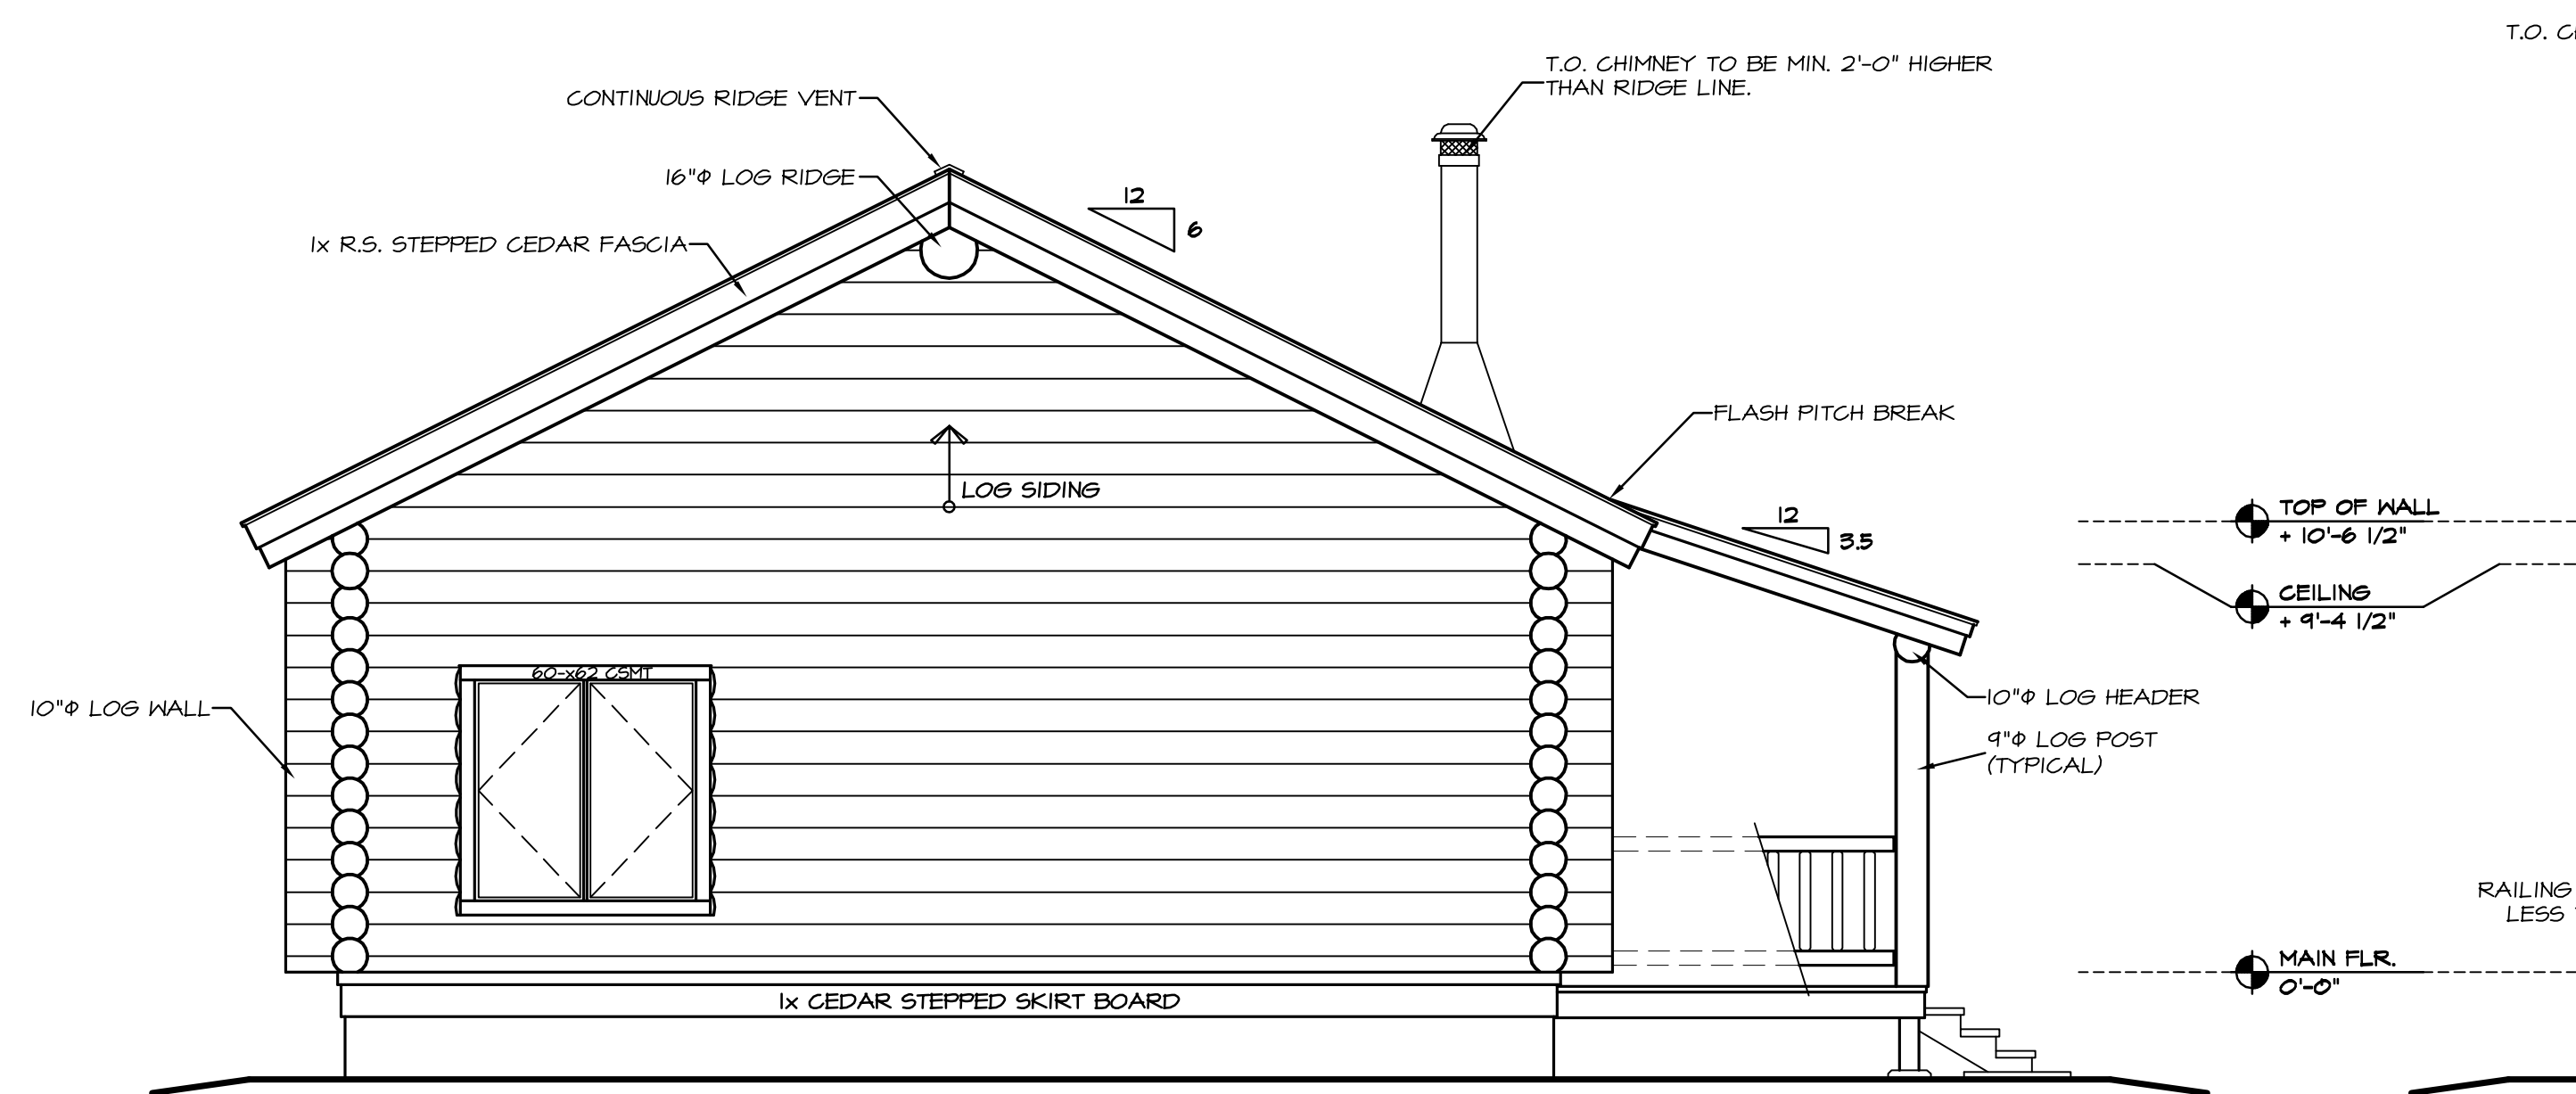 T.O. C
T.O. CHIMNEY TO BE MIN. 2'-0" HIGHER
THAN RIDGE LINE.
CONTINUOUS RIDGE VENT
16"Φ LOG RIDGE
12
6
1x R.S. STEPPED CEDAR FASCIA
FLASH PITCH BREAK
LOG SIDING
12
3.5
TOP OF WALL
+ 10'-6 1/2"
CEILING
+ 9'-4 1/2"
60-x62 CSMT
10"Φ LOG WALL
10"Φ LOG HEADER
9"Φ LOG POST
(TYPICAL)
RAILING
LESS
MAIN FLR.
0'-0"
1x CEDAR STEPPED SKIRT BOARD